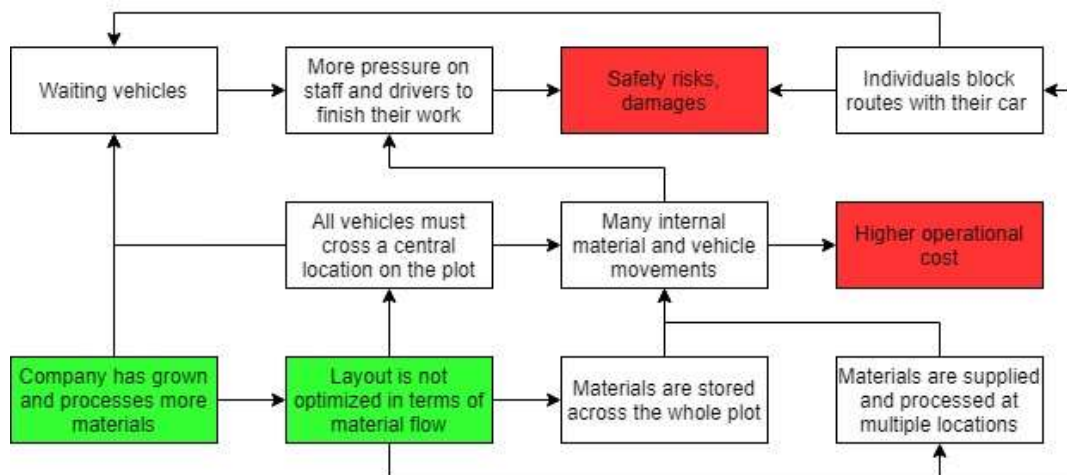 Waiting vehicles
More pressure on
staff and drivers to
finish their work
Safety risks,
damages
Individuals block
routes with their car
All vehicles must
cross a central
location on the plot
Many internal
material and vehicle
movements
Higher operational
cost
Company has grown
and processes more
materials
Layout is not
optimized in terms of
material flow
Materials are stored
across the whole plot
Materials are supplied
and processed at
multiple locations